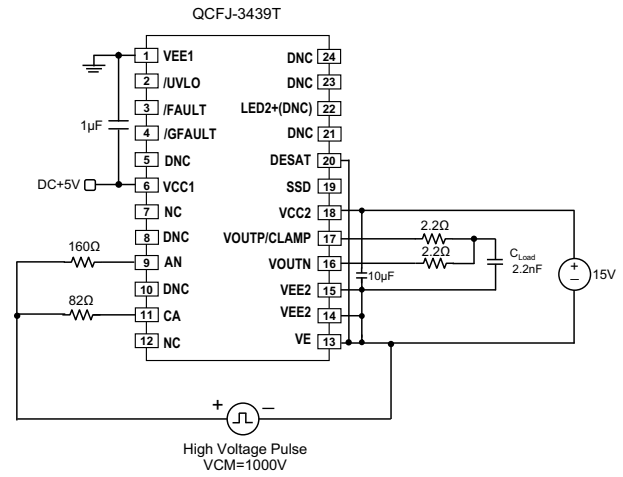 QCFJ-3439T
1 VEE1
2 /UVLO
3 /FAULT
4 /GFAULT
5 DNC
6 VCC1
7 NC
8 DNC
9 AN
10 DNC
11 CA
12 NC
DNC 24
DNC 23
LED2+(DNC) 22
DNC 21
DESAT 20
SSD 19
VCC2 18
VOUTP/CLAMP 17
VOUTN 16
VEE2 15
VEE2 14
VE 13
1µF
DC+5V
160Ω
82Ω
2.2Ω
2.2Ω
10µF
CLoad
2.2nF
+
–
15V
+ –
High Voltage Pulse
VCM=1000V